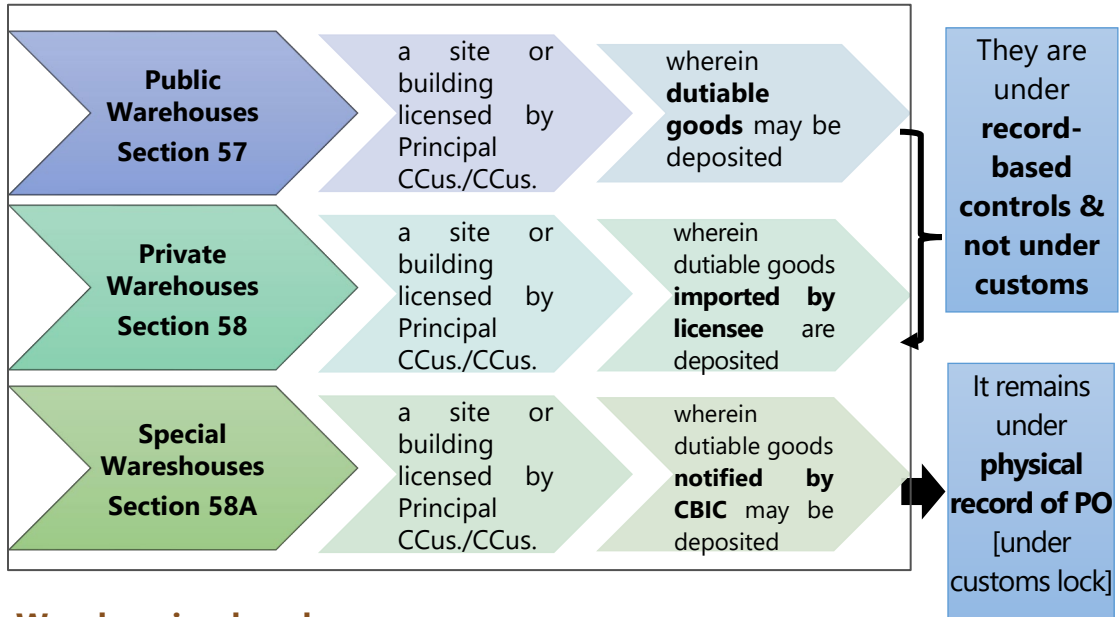 Public
Warehouses
Section 57
a site or
building
licensed by
Principal
CCus./CCus.
wherein
dutiable
goods may be
deposited
They are
under
record-
based
controls &
not under
customs
Private
Warehouses
Section 58
a site or
building
licensed by
Principal
CCus./CCus.
wherein
dutiable goods
imported by
licensee are
deposited
Special
Wareshouses
Section 58A
a site or
building
licensed by
Principal
CCus./CCus.
wherein
dutiable goods
notified by
CBIC may be
deposited
It remains
under
physical
record of PO
[under
customs lock]